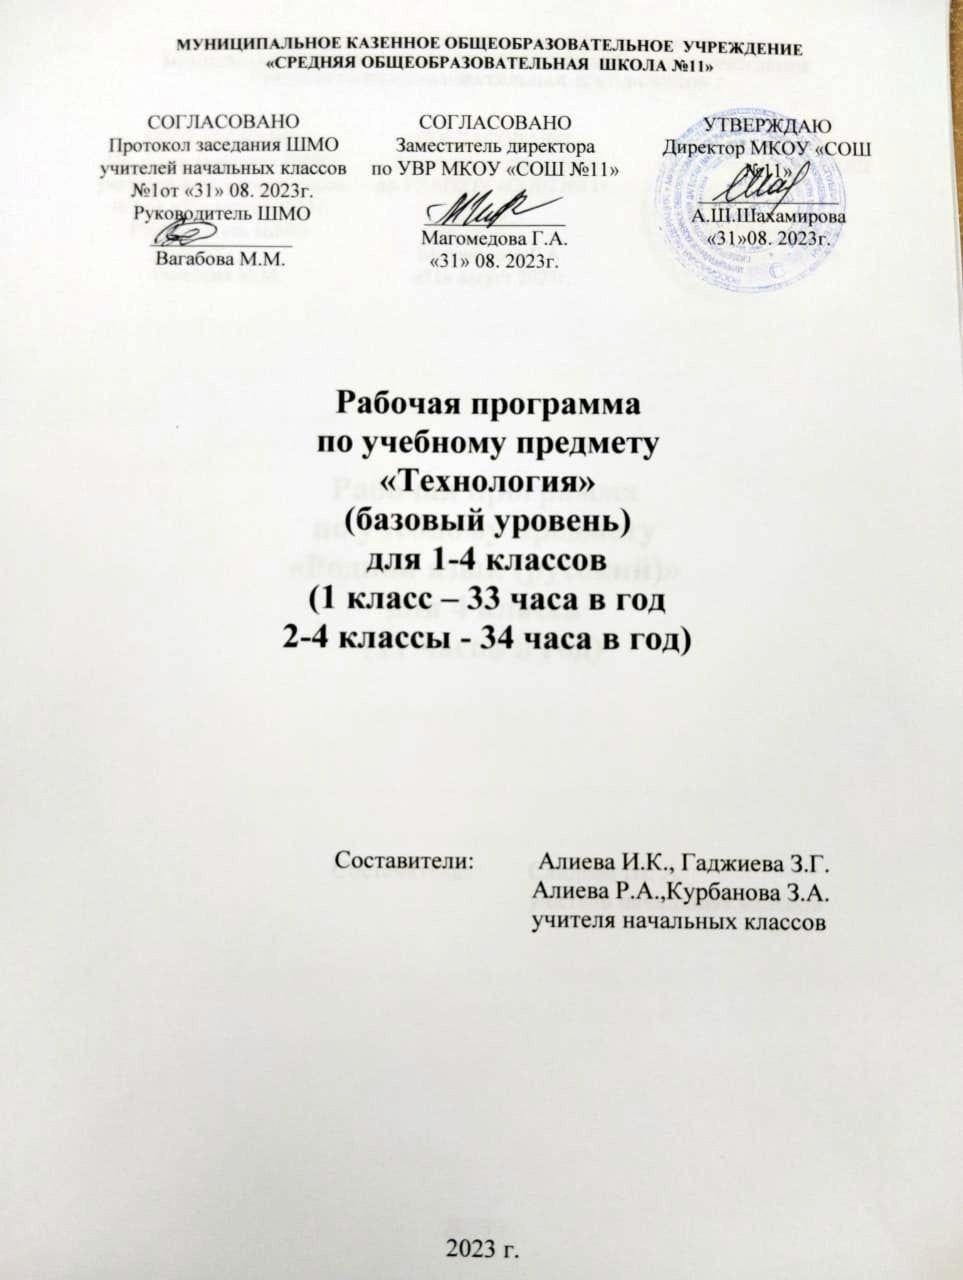 МУНИЦИПАЛЬНОЕ КАЗЕННОЕ ОБЩЕОБРАЗОВАТЕЛЬНОЕ УЧРЕЖДЕНИЕ
«СРЕДНЯЯ ОБЩЕОБРАЗОВАТЕЛЬНАЯ ШКОЛА №11»
СОГЛАСОВАНО
Протокол заседания ШМО
учителей начальных классов
№1от «31» 08. 2023г.
Руководитель ШМО
Вагабова М.М.
СОГЛАСОВАНО
Заместитель директора
по УВР МКОУ «СОШ №11»
Магомедова Г.А.
«31» 08. 2023г.
УТВЕРЖДАЮ
Директор МКОУ «СОШ
№11»
А.Ш.Шахамирова
«31»08. 2023г.
Рабочая программа
по учебному предмету
«Технология»
(базовый уровень)
для 1-4 классов
(1 класс – 33 часа в год
2-4 классы - 34 часа в год)
Составители: Алиева И.К., Гаджиева З.Г.
Алиева Р.А.,Курбанова З.А.
учителя начальных классов
2023 г.